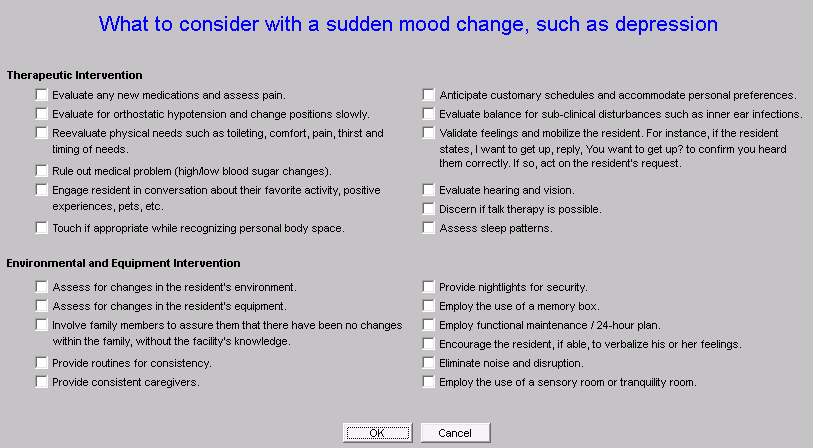 What to consider with a sudden mood change, such as depression
Therapeutic Intervention
Evaluate any new medications and assess pain.
Evaluate for orthostatic hypotension and change positions slowly.
Reevaluate physical needs such as toileting, comfort, pain, thirst and
timing of needs.
Rule out medical problem (high/low blood sugar changes).
Engage resident in conversation about their favorite activity, positive
experiences, pets, etc.
Touch if appropriate while recognizing personal body space.
Anticipate customary schedules and accommodate personal preferences.
Evaluate balance for sub-clinical disturbances such as inner ear infections.
Validate feelings and mobilize the resident. For instance, if the resident
states, I want to get up, reply, You want to get up? to confirm you heard
them correctly. If so, act on the resident's request.
Evaluate hearing and vision.
Discern if talk therapy is possible.
Assess sleep patterns.
Environmental and Equipment Intervention
Assess for changes in the resident's environment.
Assess for changes in the resident's equipment.
Involve family members to assure them that there have been no changes
within the family, without the facility's knowledge.
Provide routines for consistency.
Provide consistent caregivers.
Provide nightlights for security.
Employ the use of a memory box.
Employ functional maintenance / 24-hour plan.
Encourage the resident, if able, to verbalize his or her feelings.
Eliminate noise and disruption.
Employ the use of a sensory room or tranquility room.
OK
Cancel